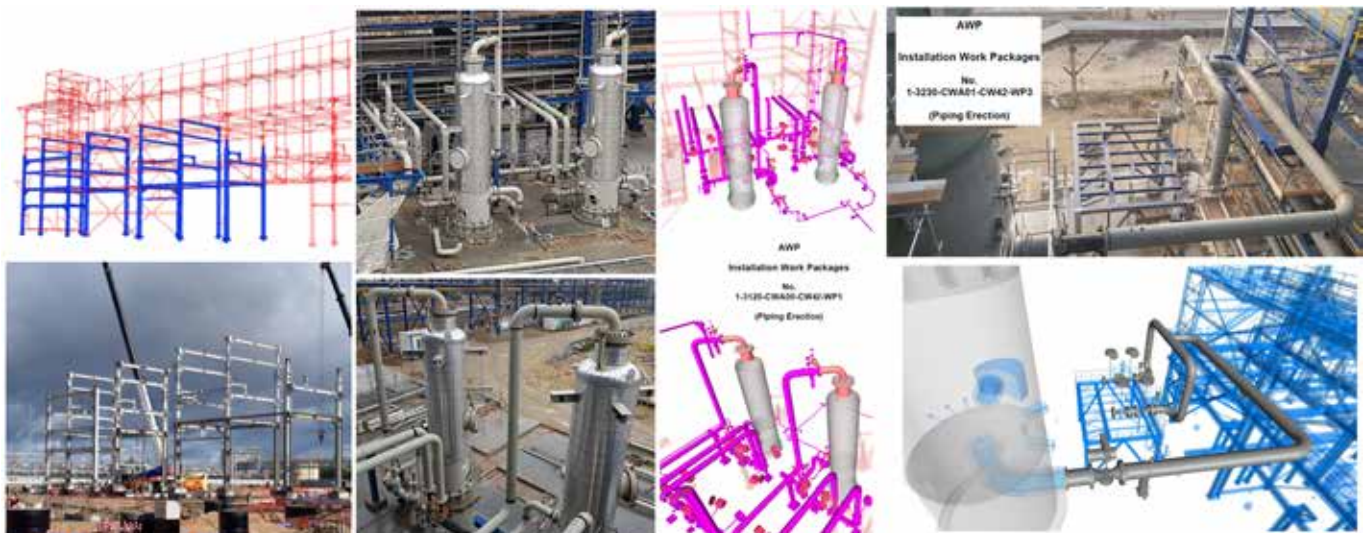 AWP
Installation Work Packages
No.
1-3120-CWA00-CW42-WP1
(Piping Erection)
AWP
Installation Work Packages
No.
1-3230-CWA01-CW42-WP3
(Piping Erection)